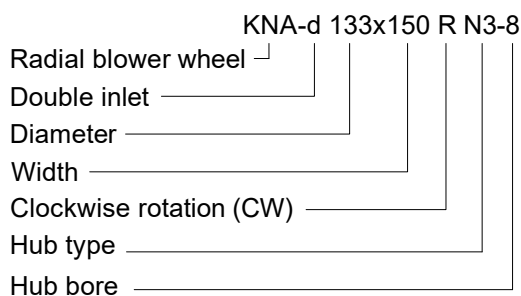 KNA-d 133x150 R N3-8
Radial blower wheel
Double inlet
Diameter
Width
Clockwise rotation (CW)
Hub type
Hub bore